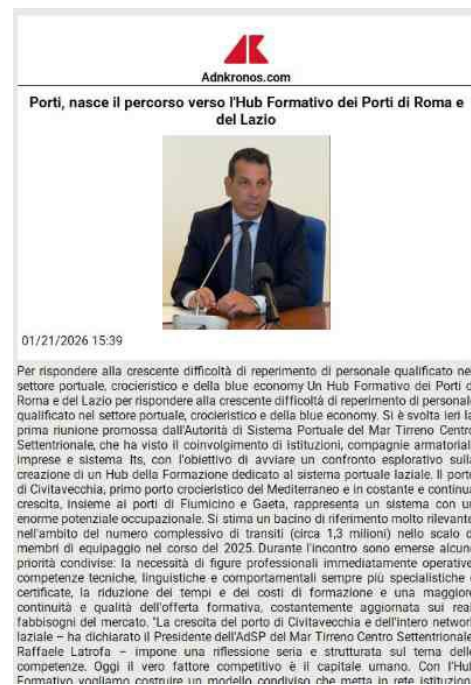 Adnkronos.com
Porti, nasce il percorso verso l'Hub Formativo dei Porti di Roma e
del Lazio
01/21/2026 15:39
Per rispondere alla crescente difficoltà di reperimento di personale qualificato nel
settore portuale, crocieristico e della blue economy Un Hub Formativo dei Porti di
Roma e del Lazio per rispondere alla crescente difficoltà di reperimento di personale
qualificato nel settore portuale, crocieristico e della blue economy. Si è svolta ieri la
prima riunione promossa dall'Autorità di Sistema Portuale del Mar Tirreno Centro
Settentrionale, che ha visto il coinvolgimento di istituzioni, compagnie armatoriali
imprese e sistema Its, con l'obiettivo di avviare un confronto esplorativo sulla
creazione di un Hub della Formazione dedicato al sistema portuale laziale. Il porto
di Civitavecchia, primo porto crocieristico del Mediterraneo e in costante e continua
crescita, insieme ai porti di Fiumicino e Gaeta, rappresenta un sistema con un
enorme potenziale occupazionale. Si stima un bacino di riferimento molto rilevante
nell'ambito del numero complessivo di transiti (circa 1,3 milioni) nello scalo di
membri di equipaggio nel corso del 2025. Durante l'incontro sono emerse alcune
priorità condivise: la necessità di figure professionali immediatamente operative
competenze tecniche, linguistiche e comportamentali sempre più specialistiche e
certificate, la riduzione dei tempi e dei costi di formazione e una maggiore
continuità e qualità dell'offerta formativa, costantemente aggiornata sui reali
fabbisogni del mercato. "La crescita del porto di Civitavecchia e dell'intero network
laziale – ha dichiarato il Presidente dell'AdSP del Mar Tirreno Centro Settentrionale
Raffaele Latrofa – impone una riflessione seria e strutturata sul tema delle
competenze. Oggi il vero fattore competitivo è il capitale umano. Con l'Hub
Formativo vogliamo costruire un modello condiviso che metta in rete istituzioni